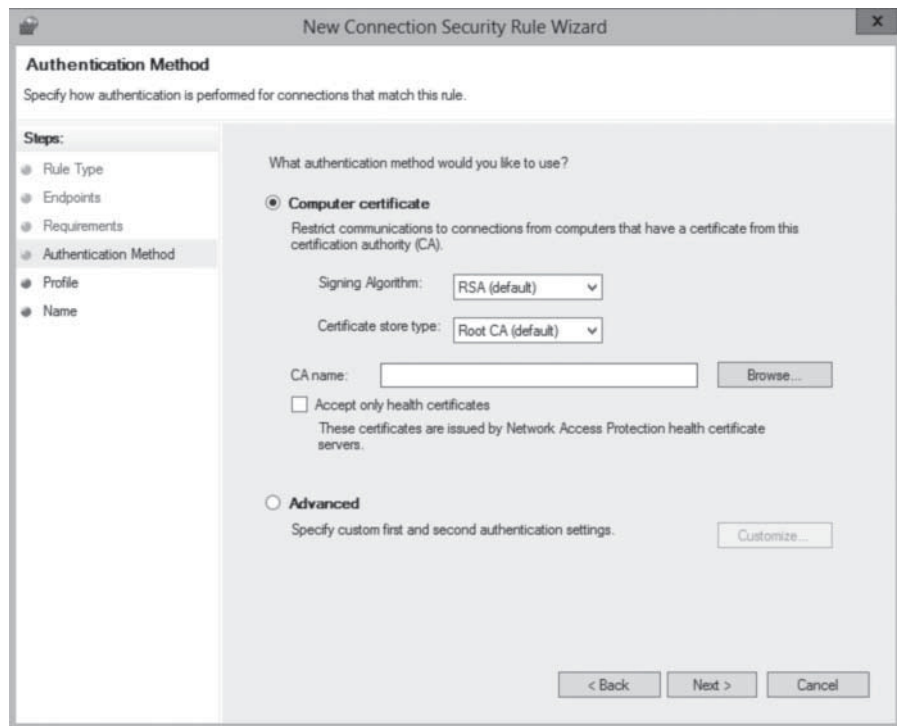 New Connection Security Rule Wizard
x
Authentication Method
Specify how authentication is performed for connections that match this rule.
Steps:
Rule Type
Endpoints
Requirements
Authentication Method
Profile
Name
What authentication method would you like to use?
Computer certificate
Restrict communications to connections from computers that have a certificate from this
certification authority (CA).
Signing Algorithm: RSA (default)
Certificate store type: Root CA (default)
CA name: Browse...
Accept only health certificates
These certificates are issued by Network Access Protection health certificate
servers.
Advanced
Specify custom first and second authentication settings. Customize...
< Back Next > Cancel